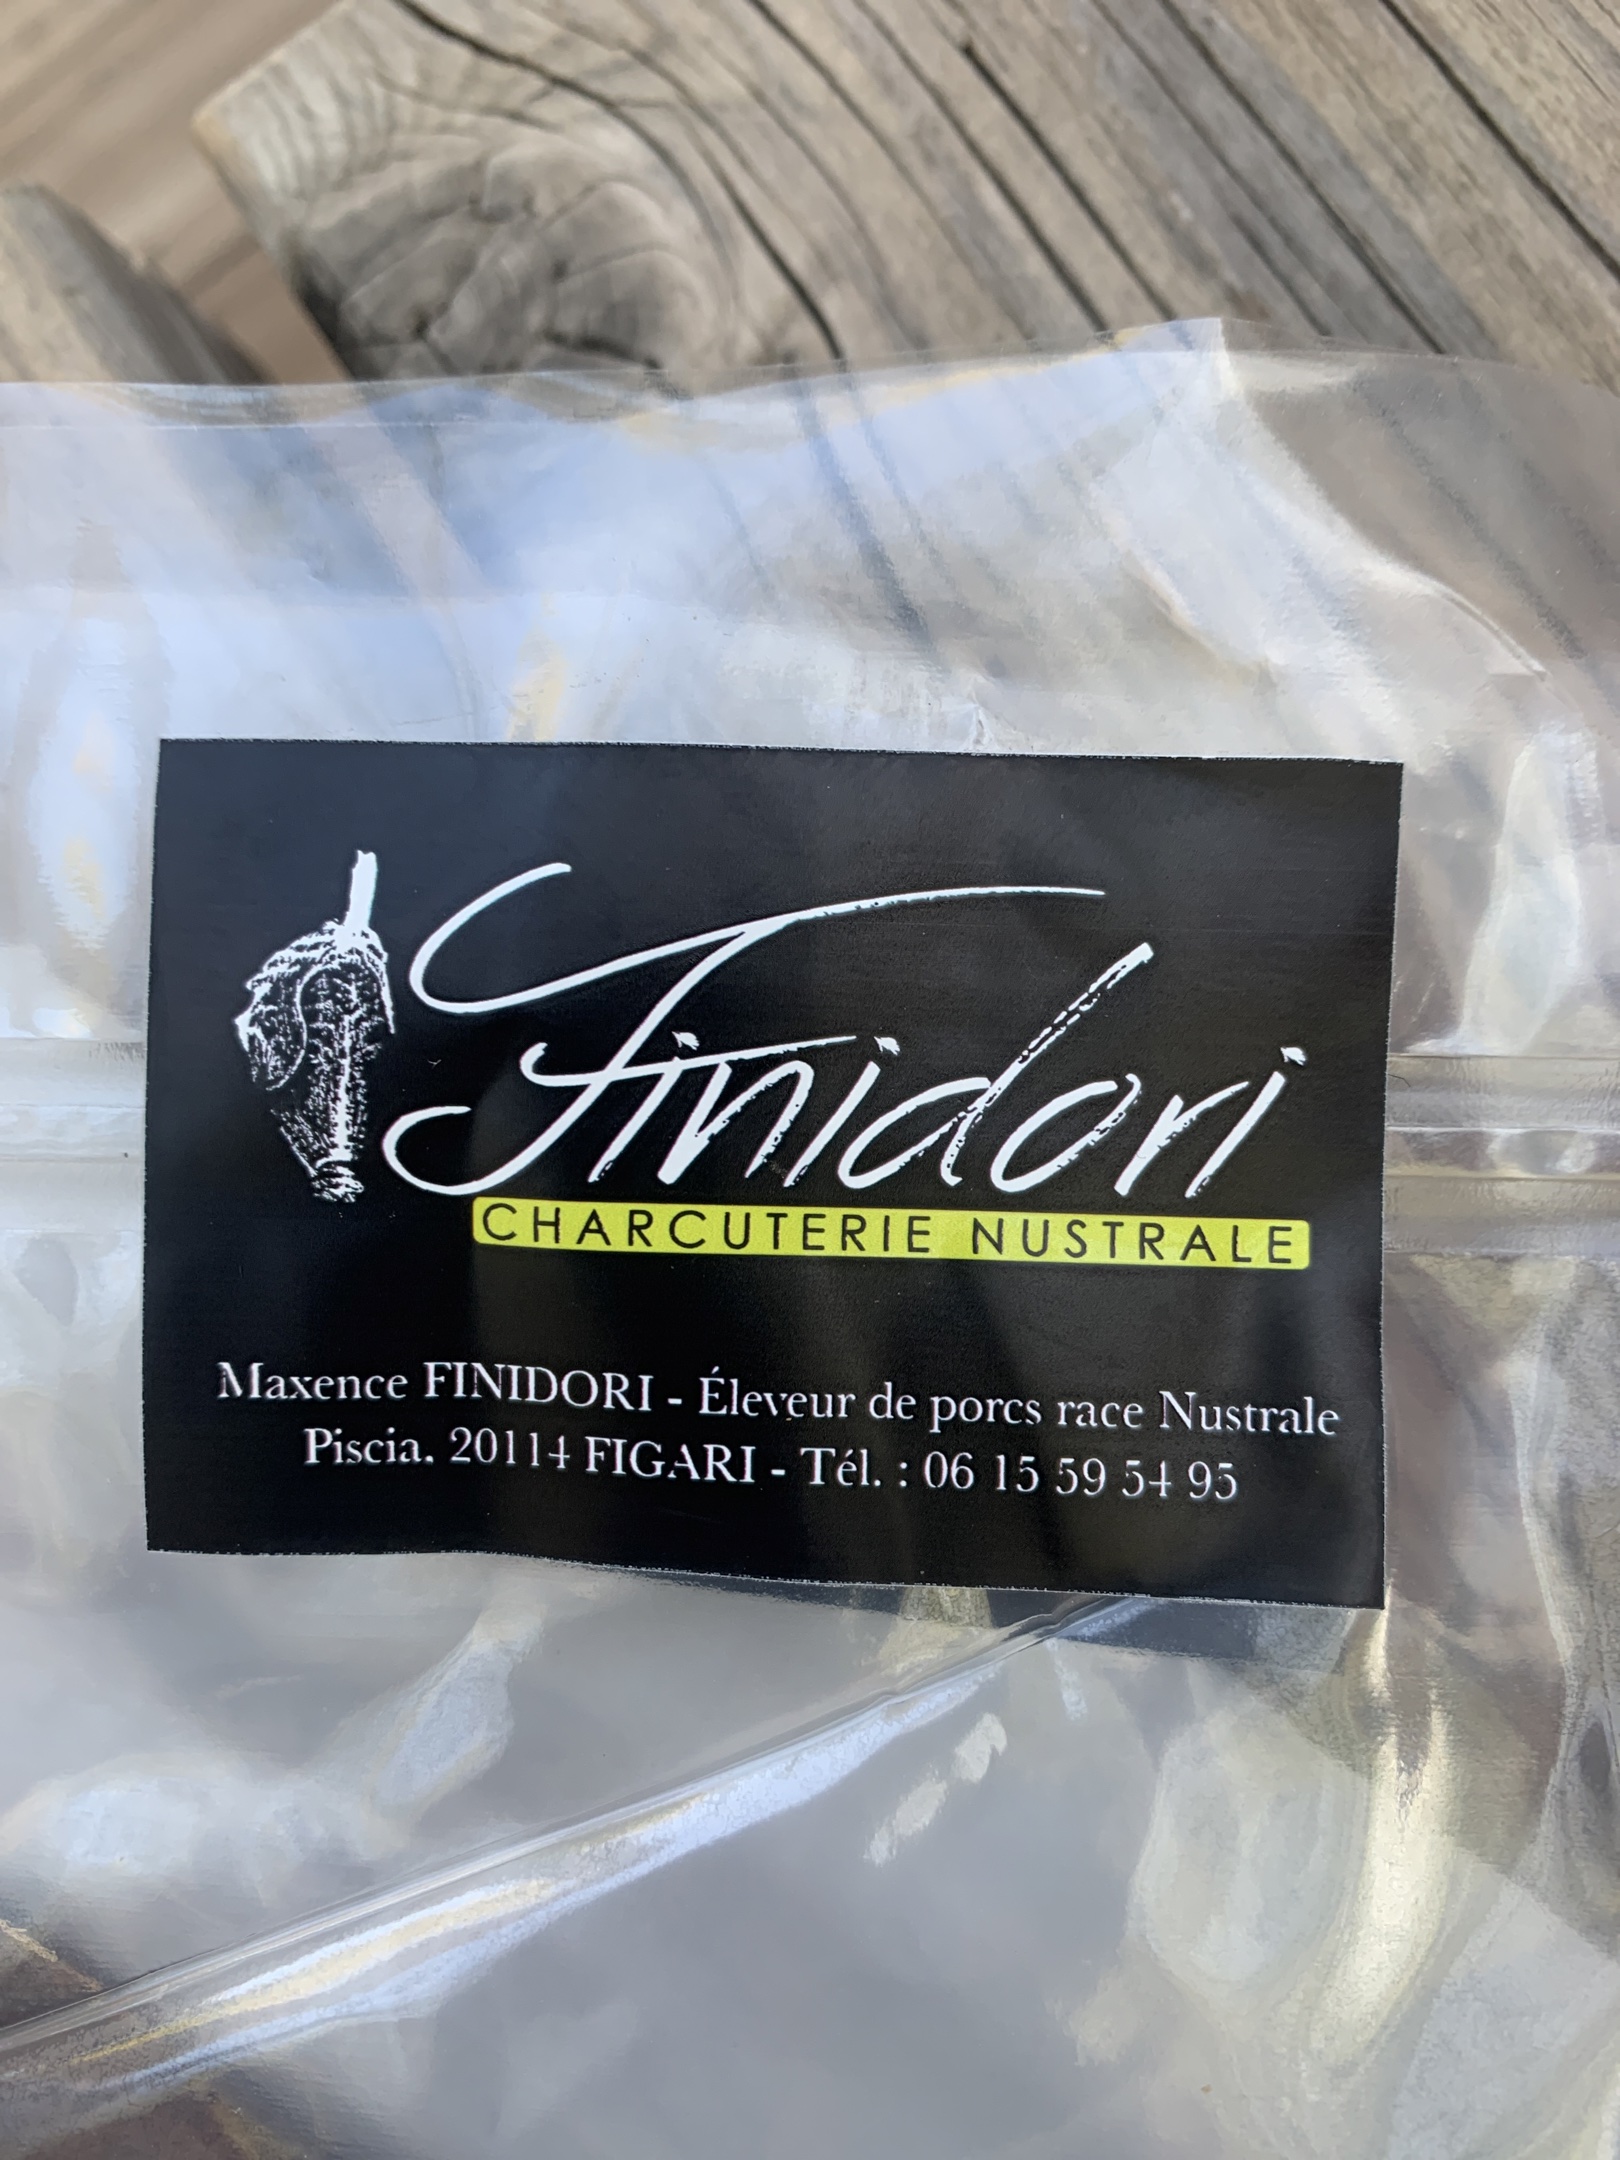 Finidori
CHARCUTERIE NUSTRALE
Maxence FINIDORI - Éleveur de porcs race Nustrale
Piscia. 20114 FIGARI - Tél. : 06 15 59 54 95